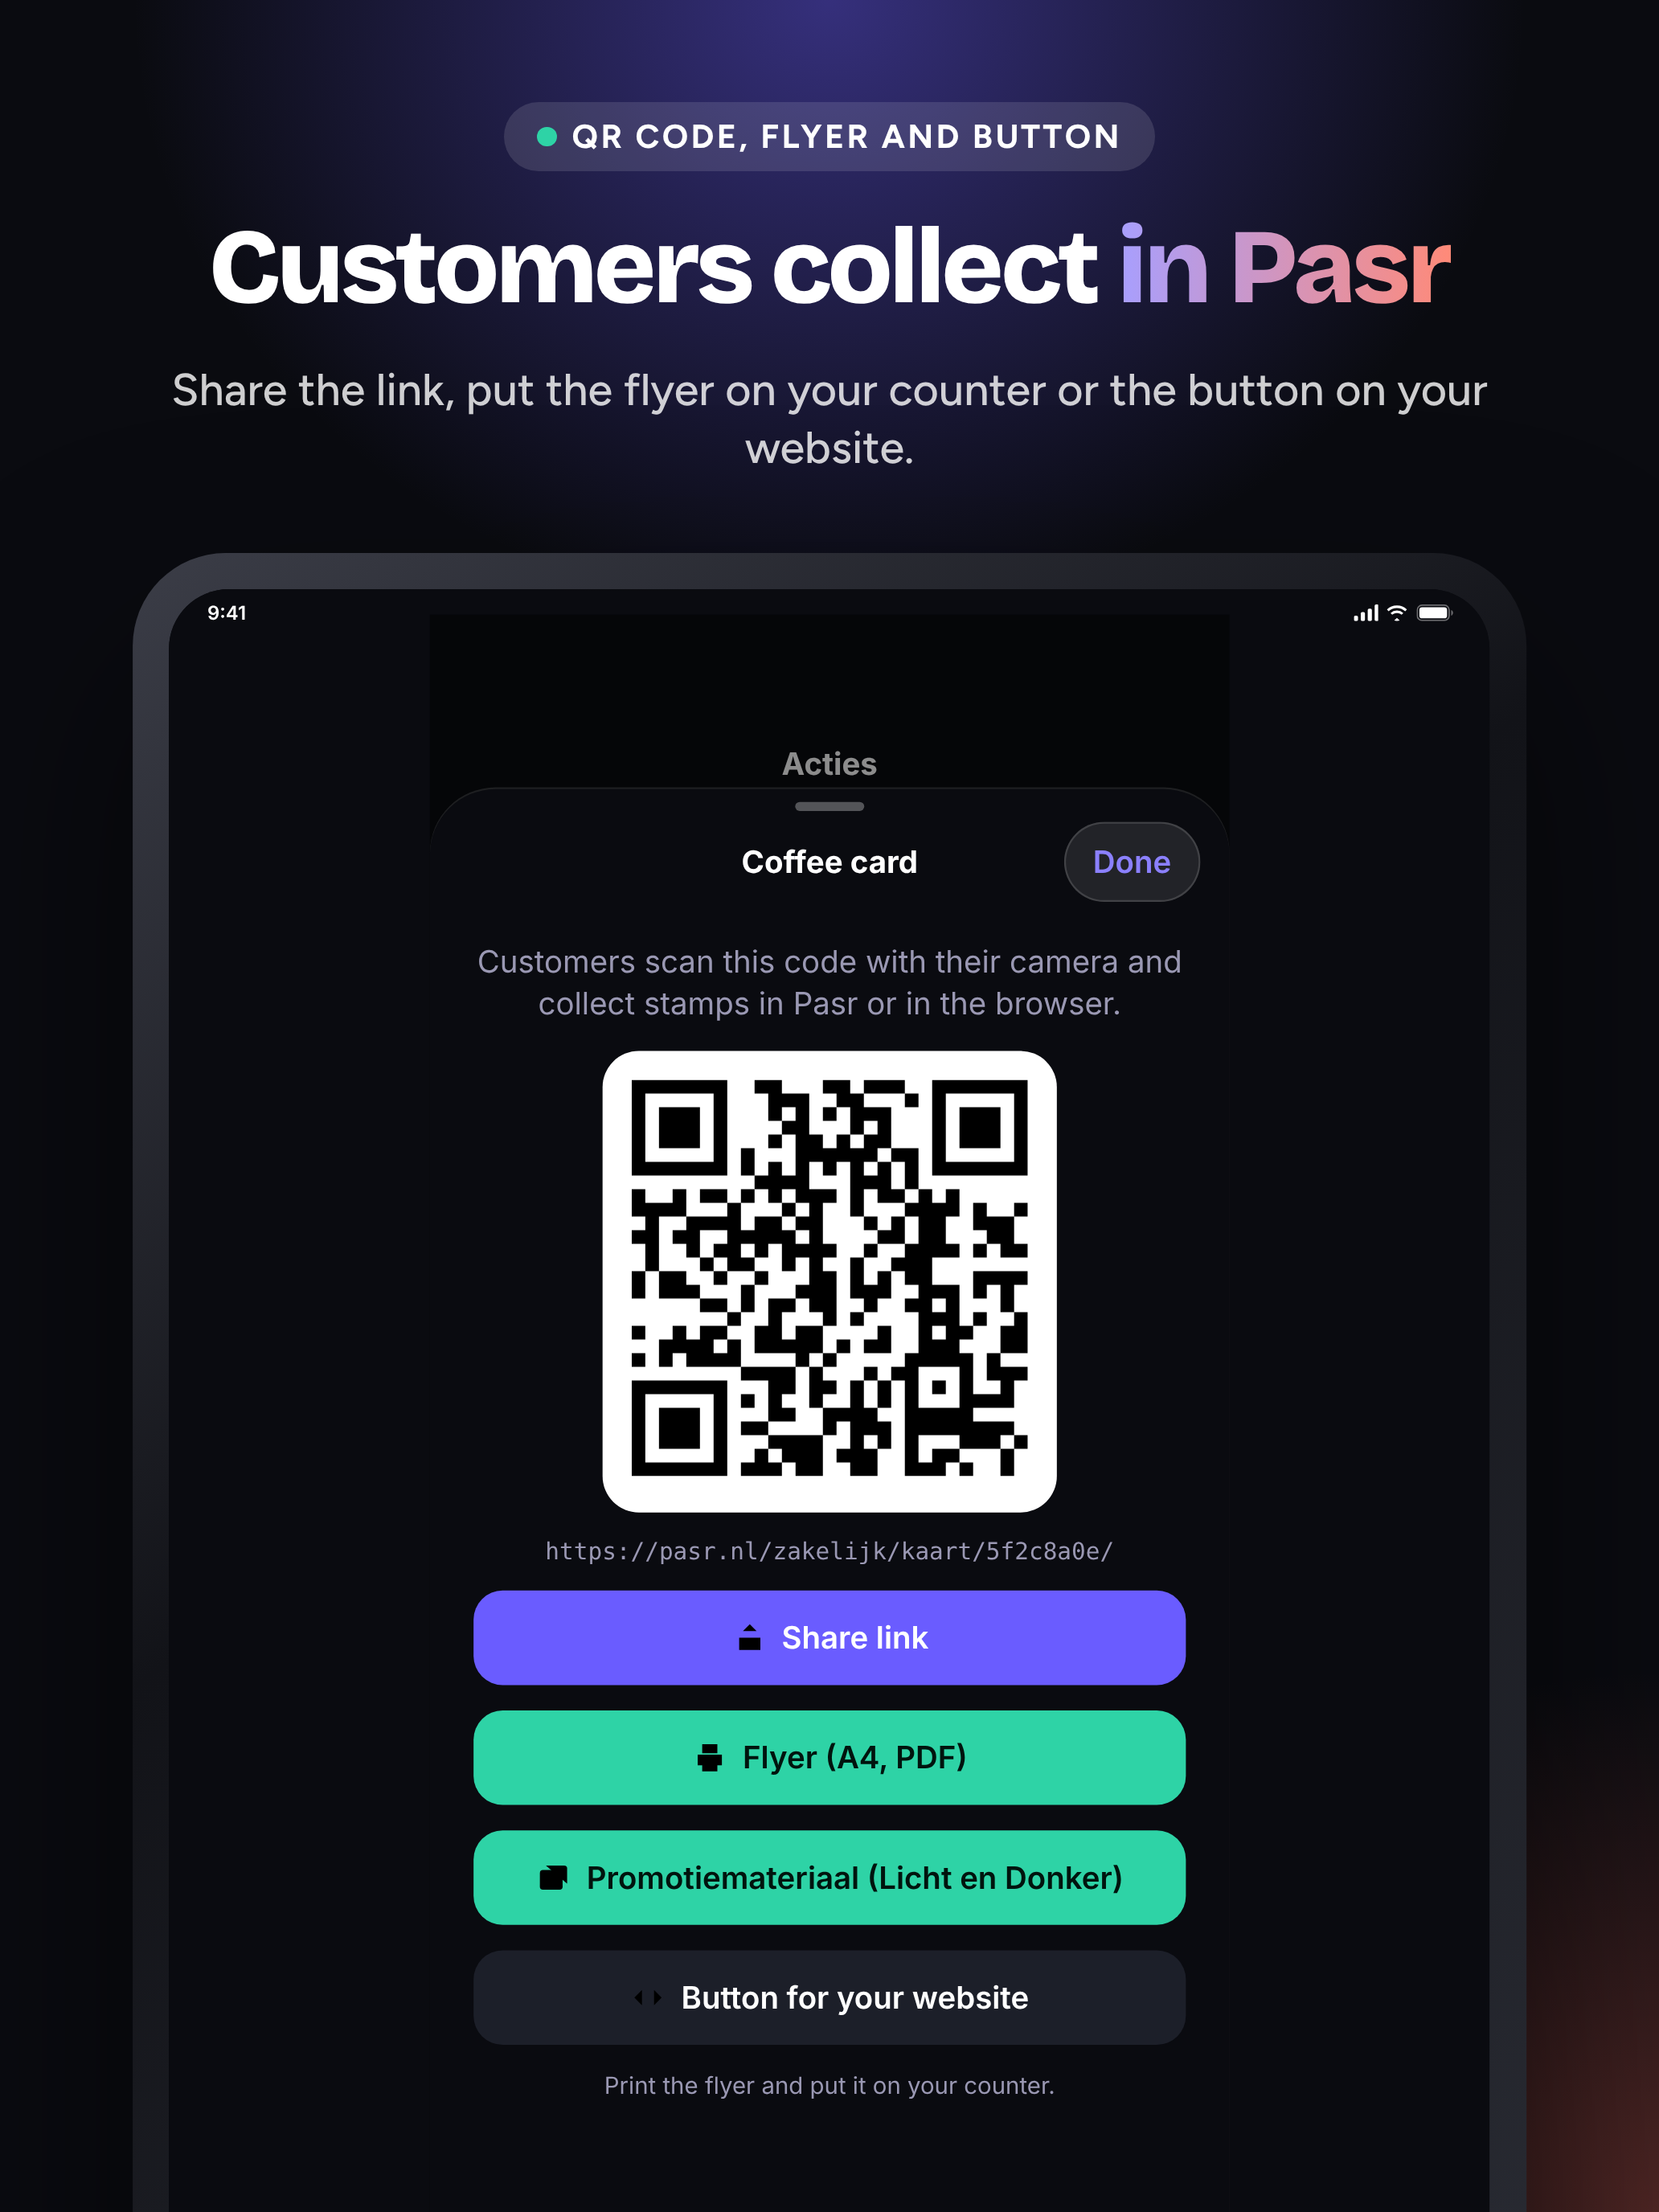 QR CODE, FLYER AND BUTTON
Customers collect in Pasr
Share the link, put the flyer on your counter or the button on your
website.
9:41
Acties
Coffee card
Done
Customers scan this code with their camera and
collect stamps in Pasr or in the browser.
https://pasr.nl/zakelijk/kaart/5f2c8a0e/
Share link
Flyer (A4, PDF)
Promotiemateriaal (Licht en Donker)
Button for your website
Print the flyer and put it on your counter.